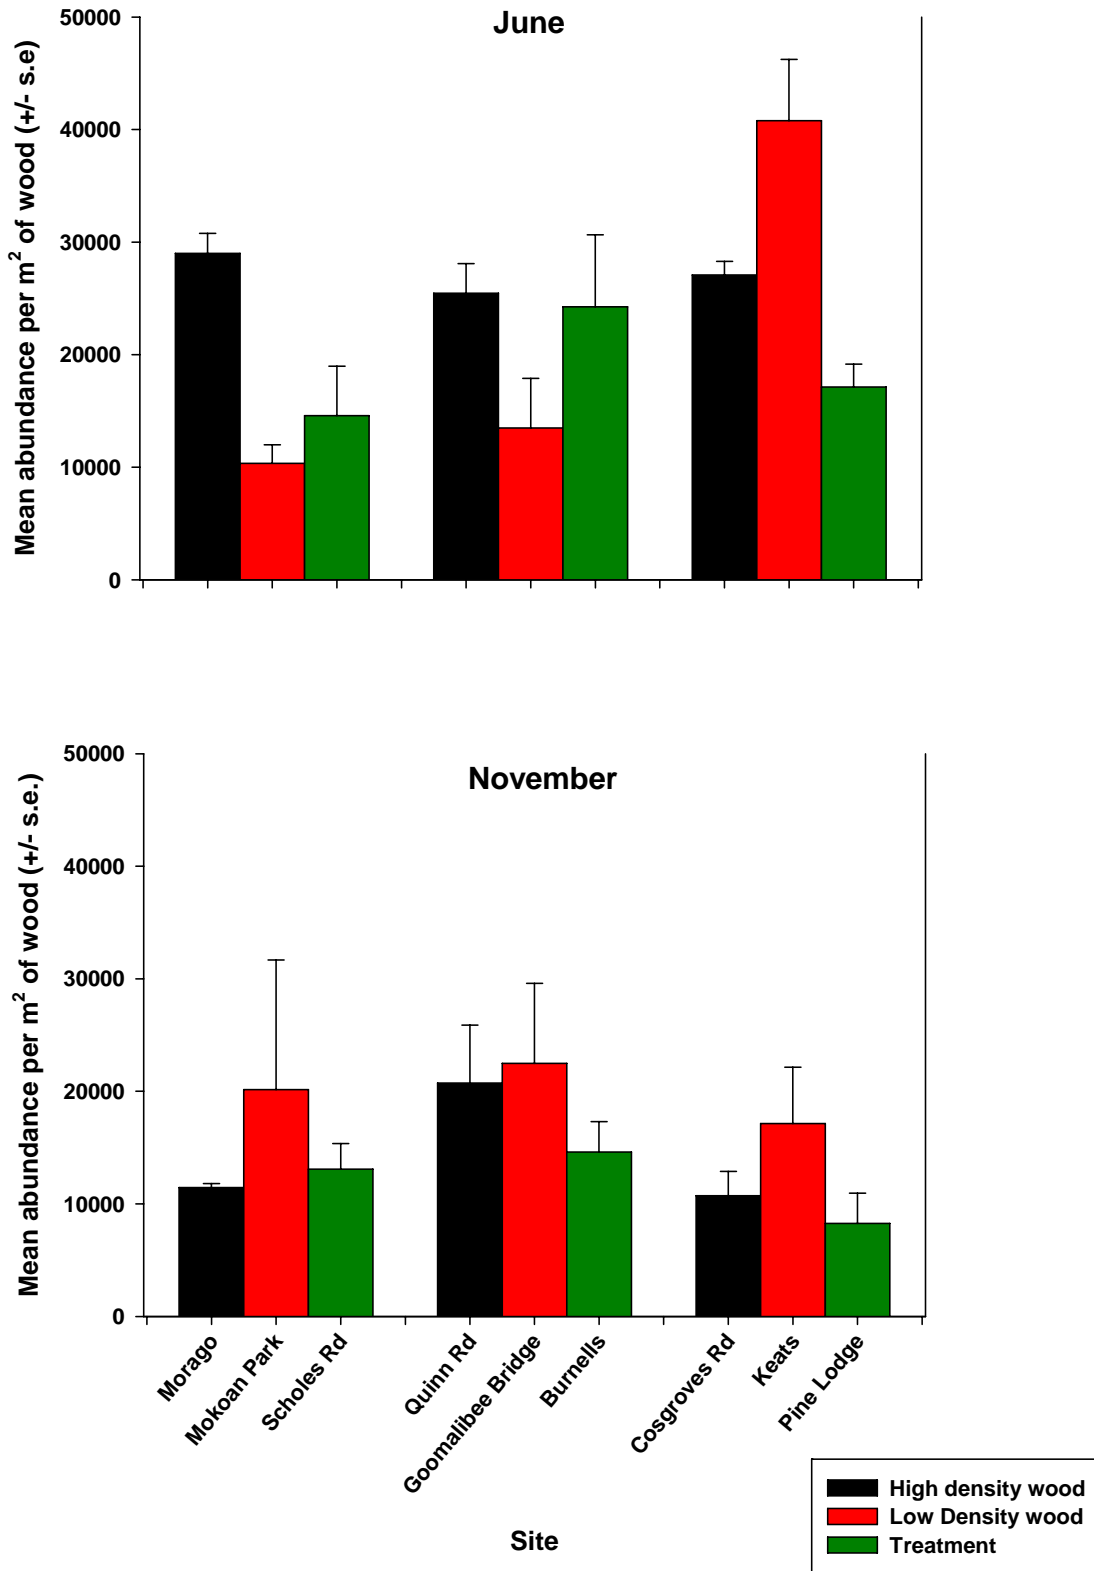 June
Mean abundance per m² of wood (+/- s.e)
50000
40000
30000
20000
10000
0
November
Mean abundance per m² of wood (+/- s.e.)
50000
40000
30000
20000
10000
0
Morago
Mokoan Park
Scholes Rd
Quinn Rd
Goomalibee Bridge
Burnells
Cosgroves Rd
Keats
Pine Lodge
Site
High density wood
Low Density wood
Treatment